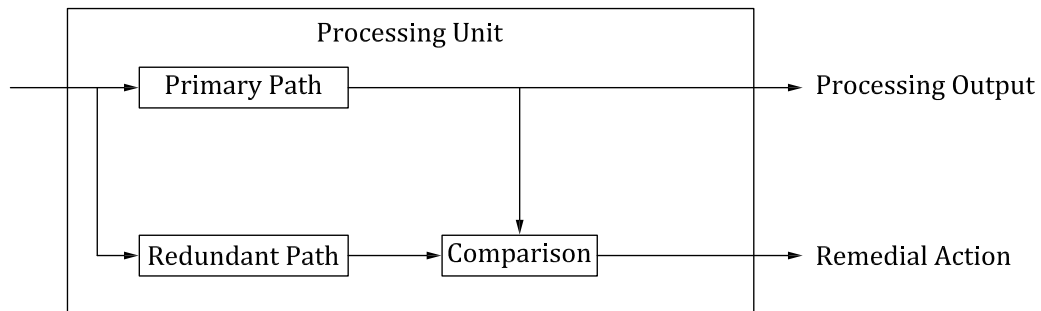 Processing Unit
Primary Path
Processing Output
Redundant Path
Comparison
Remedial Action